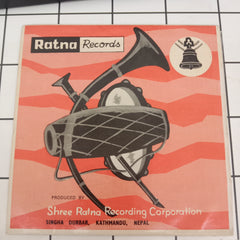 Ratna Records
PRODUCED BY
Shree Ratna Recording Corporation
SINGHA DURBAR, KATHMANDU, NEPAL